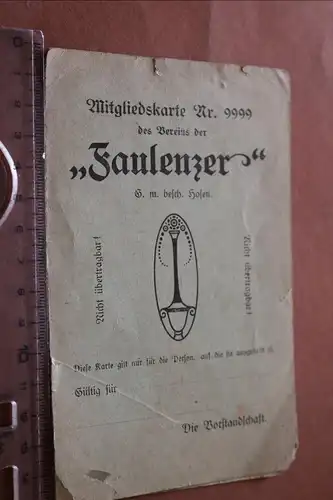 Mitgliedskarte Nr. 9999
des Vereins der
„Faulenzer“
G. m. besch. Hosen.
Nicht übertragbar!
Nicht übertragbar!
Diese Karte gilt nur für die Person, auf die sie ausgestellt ist.
Gültig für
Die Vorstandschaft.